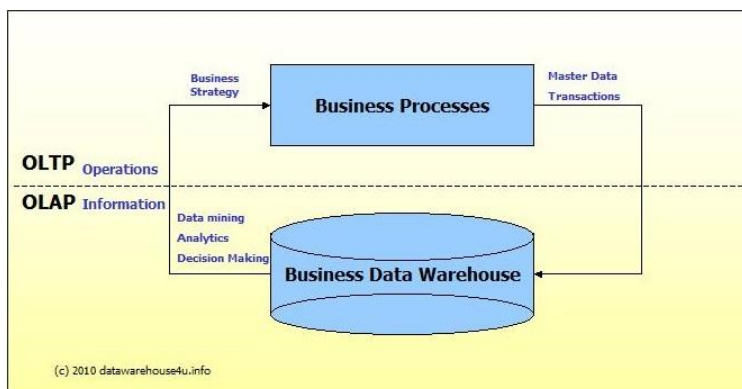 Business
Strategy
Business Processes
Master Data
Transactions
OLTP Operations
OLAP Information
Data mining
Analytics
Decision Making
Business Data Warehouse
(c) 2010 datawarehouse4u.info